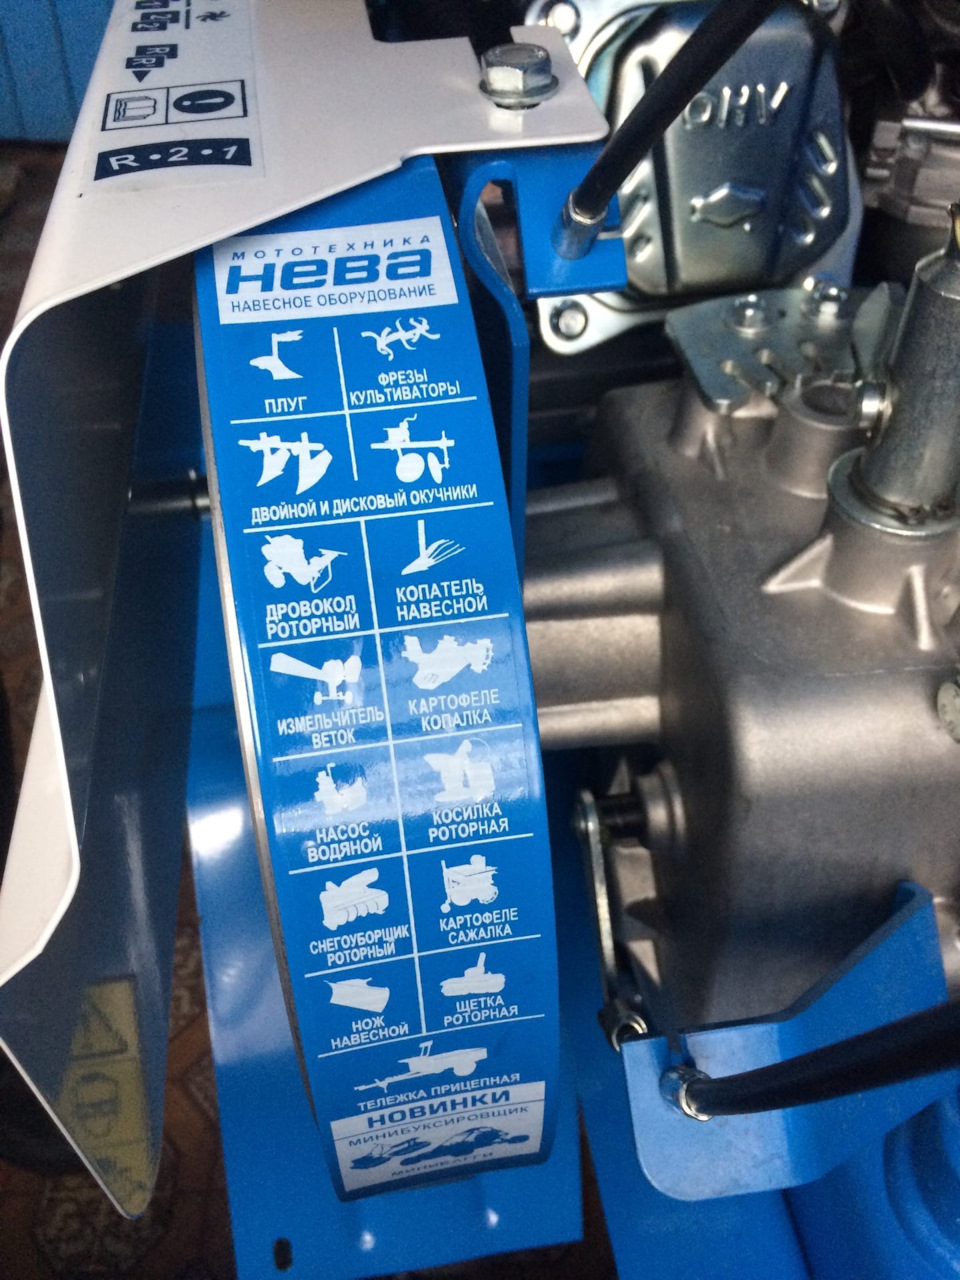 R•2•1
OHV
МОТОТЕХНИКА
НЕВА
НАВЕСНОЕ ОБОРУДОВАНИЕ
ПЛУГ
ФРЕЗЫ
КУЛЬТИВАТОРЫ
ДВОЙНОЙ И ДИСКОВЫЙ ОКУЧНИКИ
ДРОВОКОЛ
РОТОРНЫЙ
КОПАТЕЛЬ
НАВЕСНОЙ
ИЗМЕЛЬЧИТЕЛЬ
ВЕТОК
КАРТОФЕЛЕ
КОПАЛКА
НАСОС
ВОДЯНОЙ
КОСИЛКА
РОТОРНАЯ
СНЕГОУБОРЩИК
РОТОРНЫЙ
КАРТОФЕЛЕ
САЖАЛКА
НОЖ
НАВЕСНОЙ
ЩЕТКА
РОТОРНАЯ
ТЕЛЕЖКА ПРИЦЕПНАЯ
НОВИНКИ
МИНИБУКСИРОВЩИК
МИНИБАГГИ